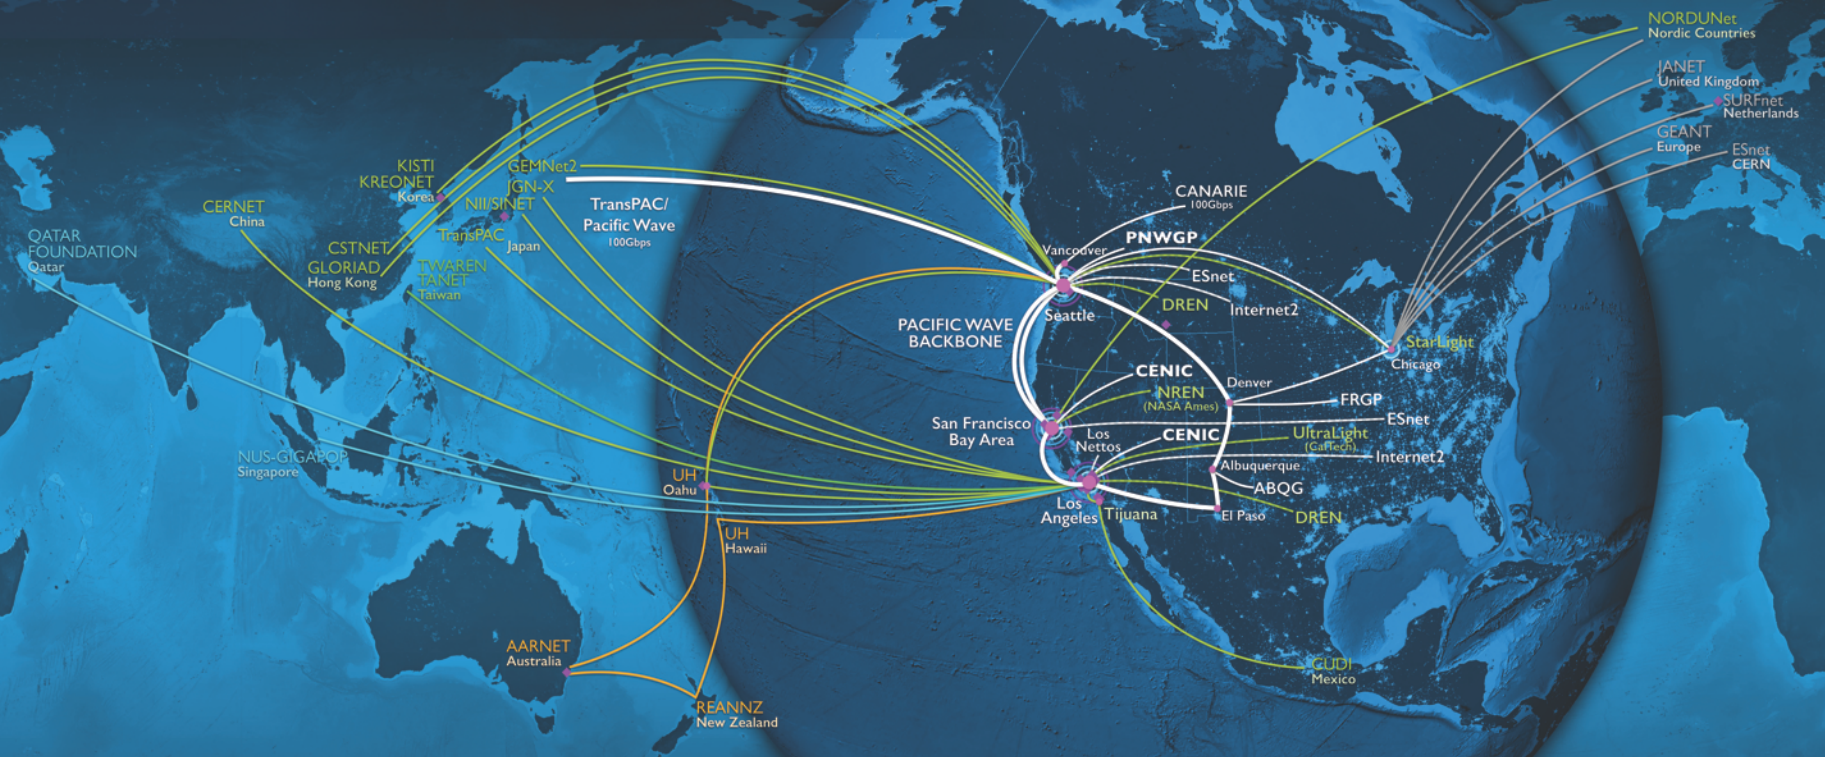 NORDUNet
Nordic Countries
JANET
United Kingdom
SURFnet
Netherlands
GEANT
Europe
ESnet
CERN
KISTI
KREONET
Korea
GEMNet2
JGN-X
NII/SINET
TransPAC
Japan
CERNET
China
TransPAC/
Pacific Wave
100Gbps
CANARIE
100Gbps
QATAR
FOUNDATION
Qatar
CSTNET
GLORIAD
Hong Kong
TWAREN
TANET
Taiwan
Vancouver
PNWGP
ESnet
DREN
Internet2
Seattle
PACIFIC WAVE
BACKBONE
StarLight
Chicago
CENIC
NREN
(NASA Ames)
Denver
FRGP
ESnet
San Francisco
Bay Area
Los
Nettos
CENIC
UltraLight
(CalTech)
Internet2
NUS-GIGAPOP
Singapore
UH
Oahu
Albuquerque
ABQG
Los
Angeles
Tijuana
El Paso
DREN
UH
Hawaii
AARNET
Australia
CUDI
Mexico
REANNZ
New Zealand